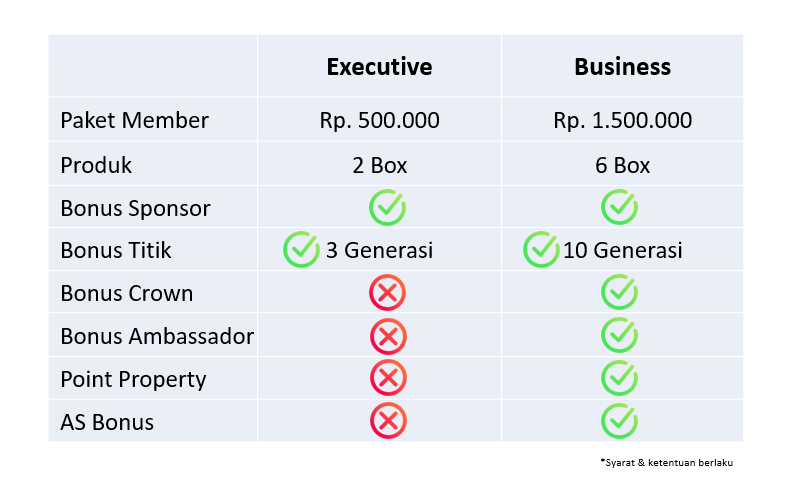 Executive Business
Paket Member Rp. 500.000 Rp. 1.500.000
Produk 2 Box 6 Box
Bonus Sponsor
Bonus Titik 3 Generasi 10 Generasi
Bonus Crown
Bonus Ambassador
Point Property
AS Bonus
*Syarat & ketentuan berlaku